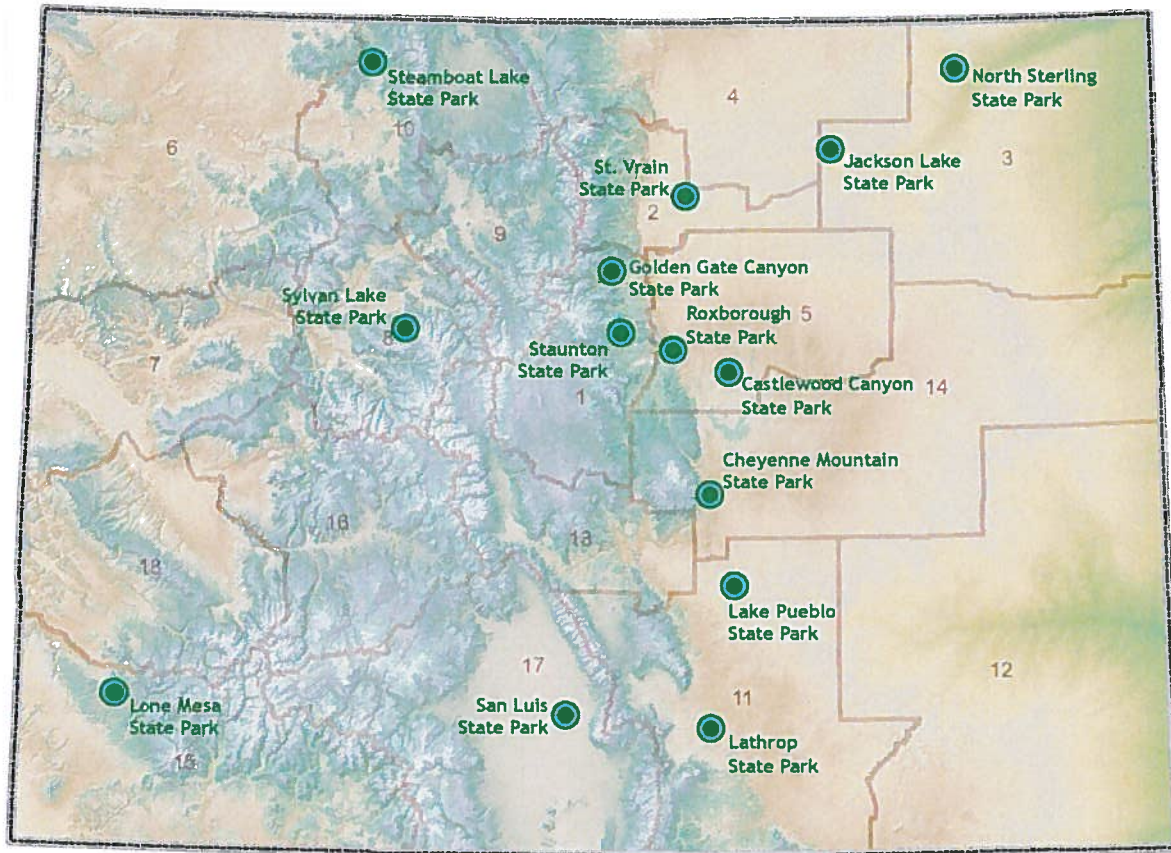 Steamboat Lake
State Park
North Sterling
State Park
4
6
10
3
St. Vrain
State Park
Jackson Lake
State Park
2
9
Golden Gate Canyon
State Park
Sylvan Lake
State Park
8
Roxborough
State Park
5
7
Staunton
State Park
Castlewood Canyon
State Park
14
1
Cheyenne Mountain
State Park
16
13
18
Lake Pueblo
State Park
17
12
11
Lone Mesa
State Park
San Luis
State Park
Lathrop
State Park